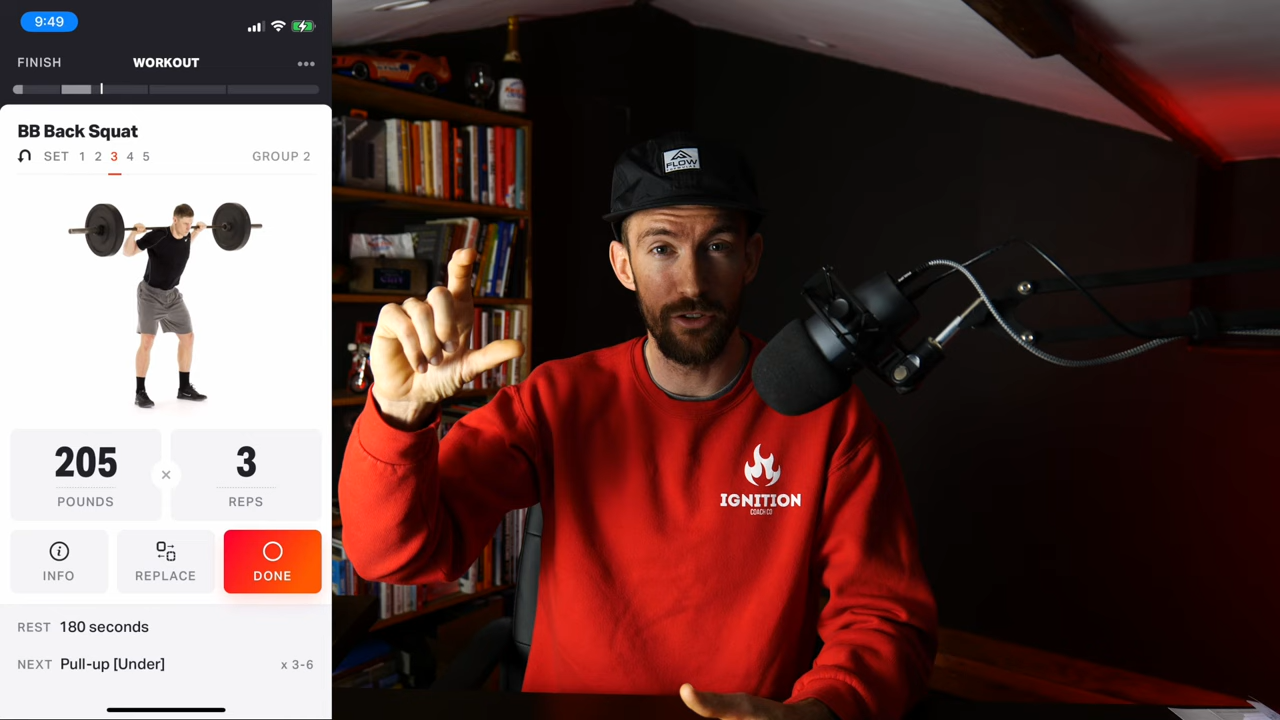 9:49
FINISH WORKOUT
BB Back Squat
SET 1 2 3 4 5 GROUP 2
205 × 3
POUNDS REPS
INFO REPLACE DONE
REST 180 seconds
NEXT Pull-up [Under] x 3-6
FLOW
IGNITION
COACH CO